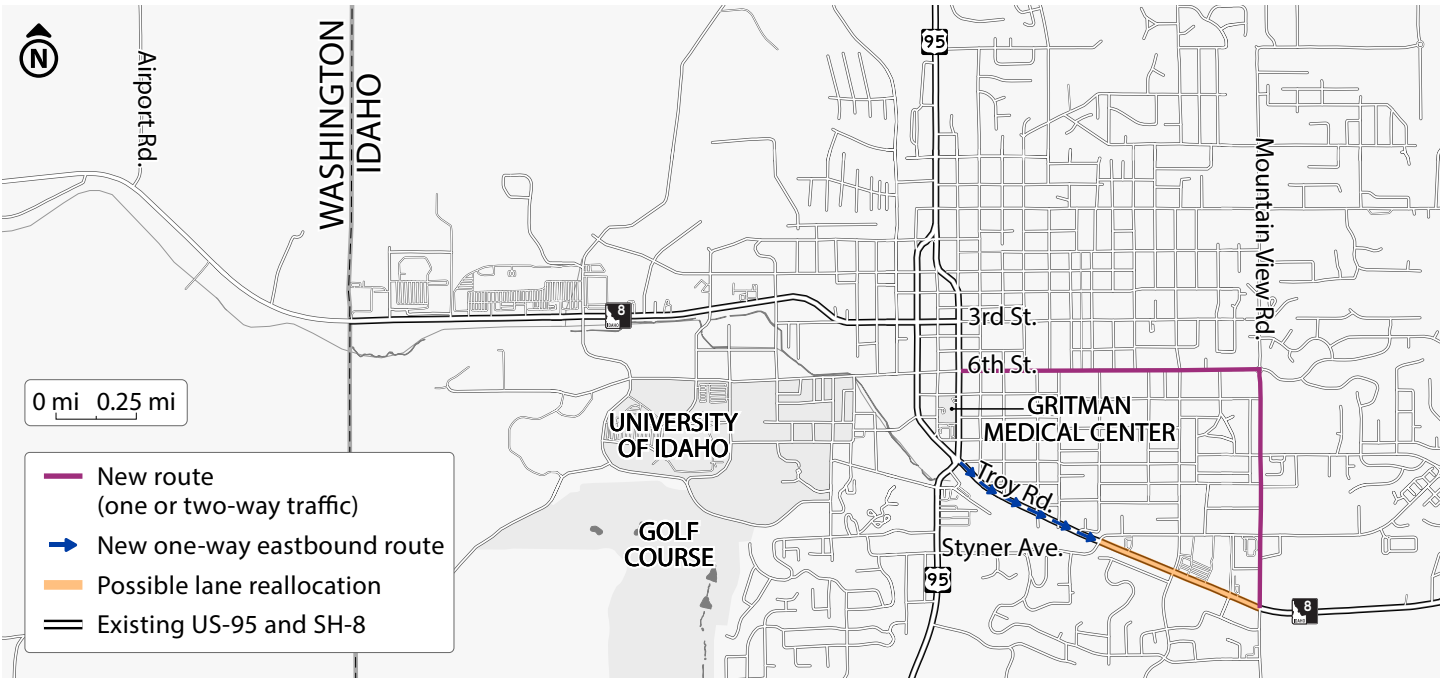 N
Airport Rd.
WASHINGTON
IDAHO
95
Mountain View Rd.
8
IDAHO
3rd St.
6th St.
0 mi 0.25 mi
UNIVERSITY
OF IDAHO
GRITMAN
MEDICAL CENTER
Troy Rd.
GOLF
COURSE
Styner Ave.
95
8
IDAHO
New route
(one or two-way traffic)
New one-way eastbound route
Possible lane reallocation
Existing US-95 and SH-8